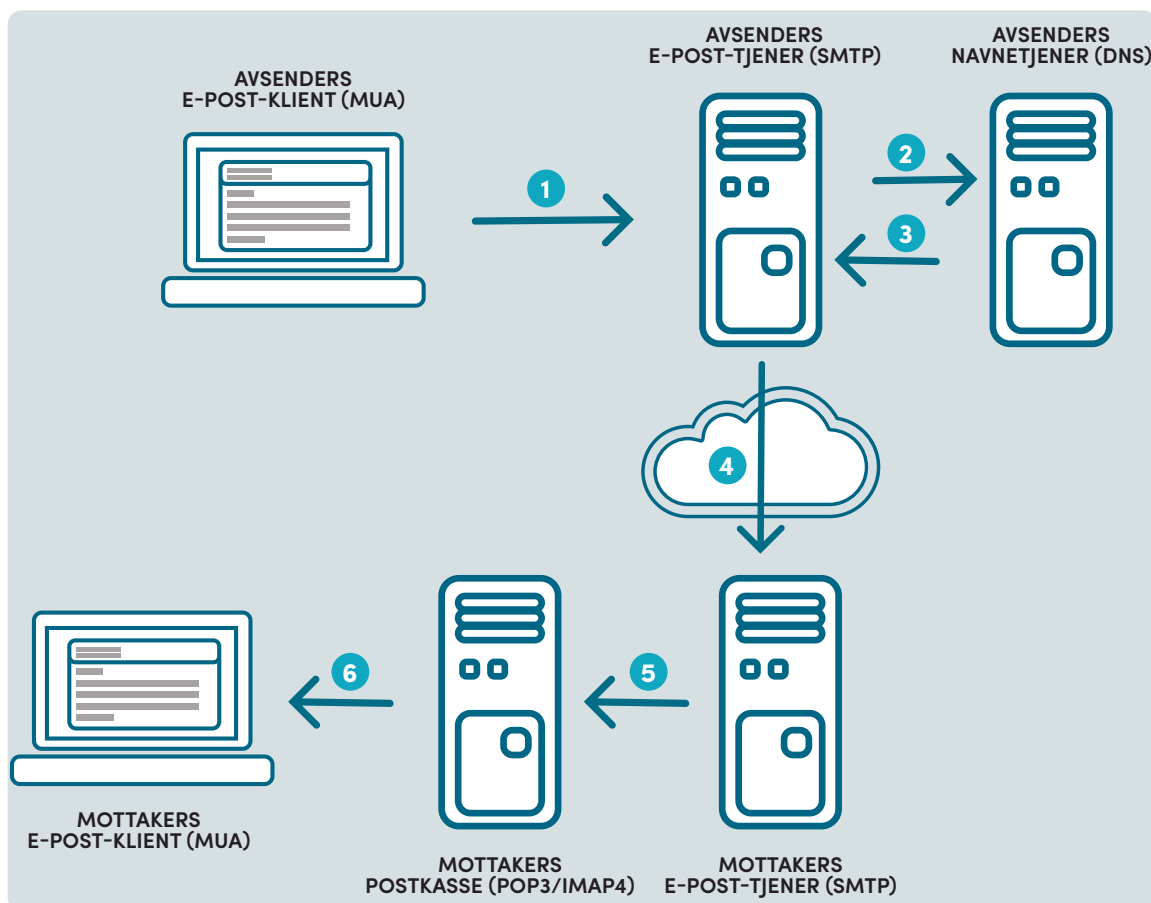 AVSENDERS
E-POST-KLIENT (MUA)
AVSENDERS
E-POST-TJENER (SMTP)
AVSENDERS
NAVNETJENER (DNS)
1
2
3
4
5
6
MOTTAKERS
E-POST-KLIENT (MUA)
MOTTAKERS
POSTKASSE (POP3/IMAP4)
MOTTAKERS
E-POST-TJENER (SMTP)